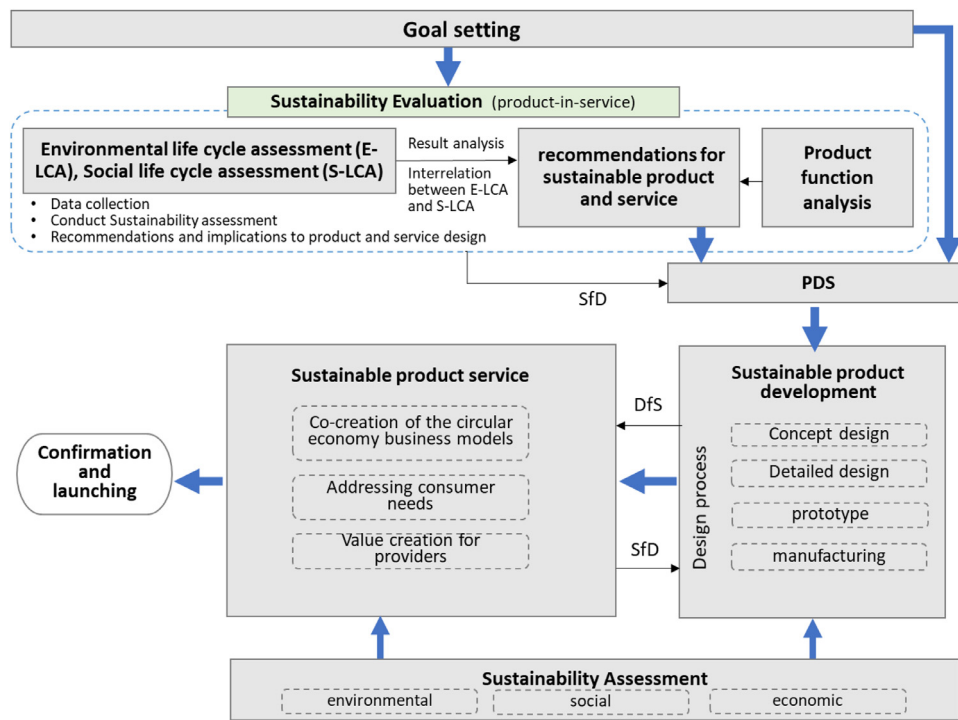 Goal setting
Sustainability Evaluation (product-in-service)
Environmental life cycle assessment (E-
LCA), Social life cycle assessment (S-LCA)
Result analysis
Interrelation
between E-LCA
and S-LCA
recommendations for
sustainable product
and service
Product
function
analysis
• Data collection
• Conduct Sustainability assessment
• Recommendations and implications to product and service design
SfD
PDS
Sustainable product service
Co-creation of the circular
economy business models
Addressing consumer
needs
Value creation for
providers
DfS
SfD
Sustainable product
development
Design process
Concept design
Detailed design
prototype
manufacturing
Confirmation
and
launching
Sustainability Assessment
environmental
social
economic